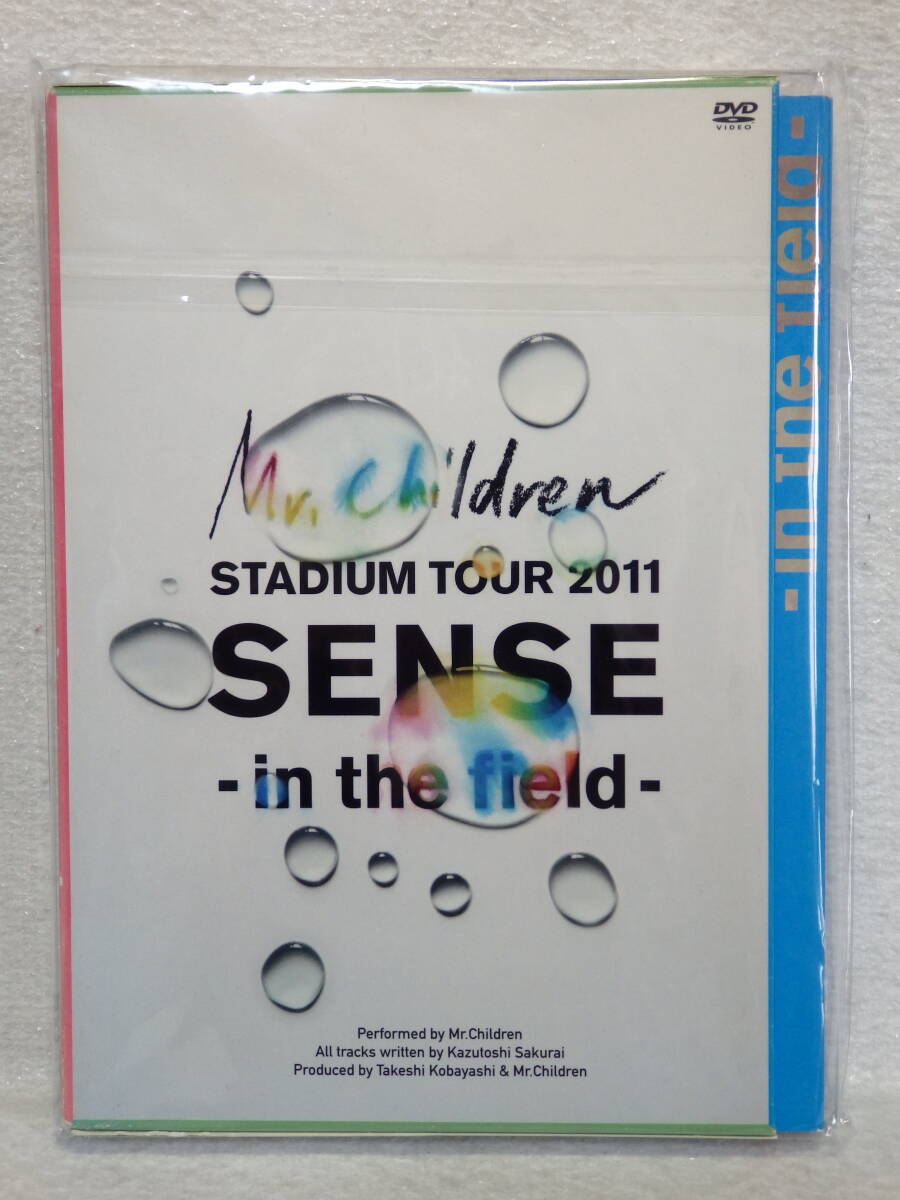 DVD
VIDEO
Mr.Children
STADIUM TOUR 2011
SENSE
- in the field -
Performed by Mr.Children
All tracks written by Kazutoshi Sakurai
Produced by Takeshi Kobayashi & Mr.Children
- in the field -